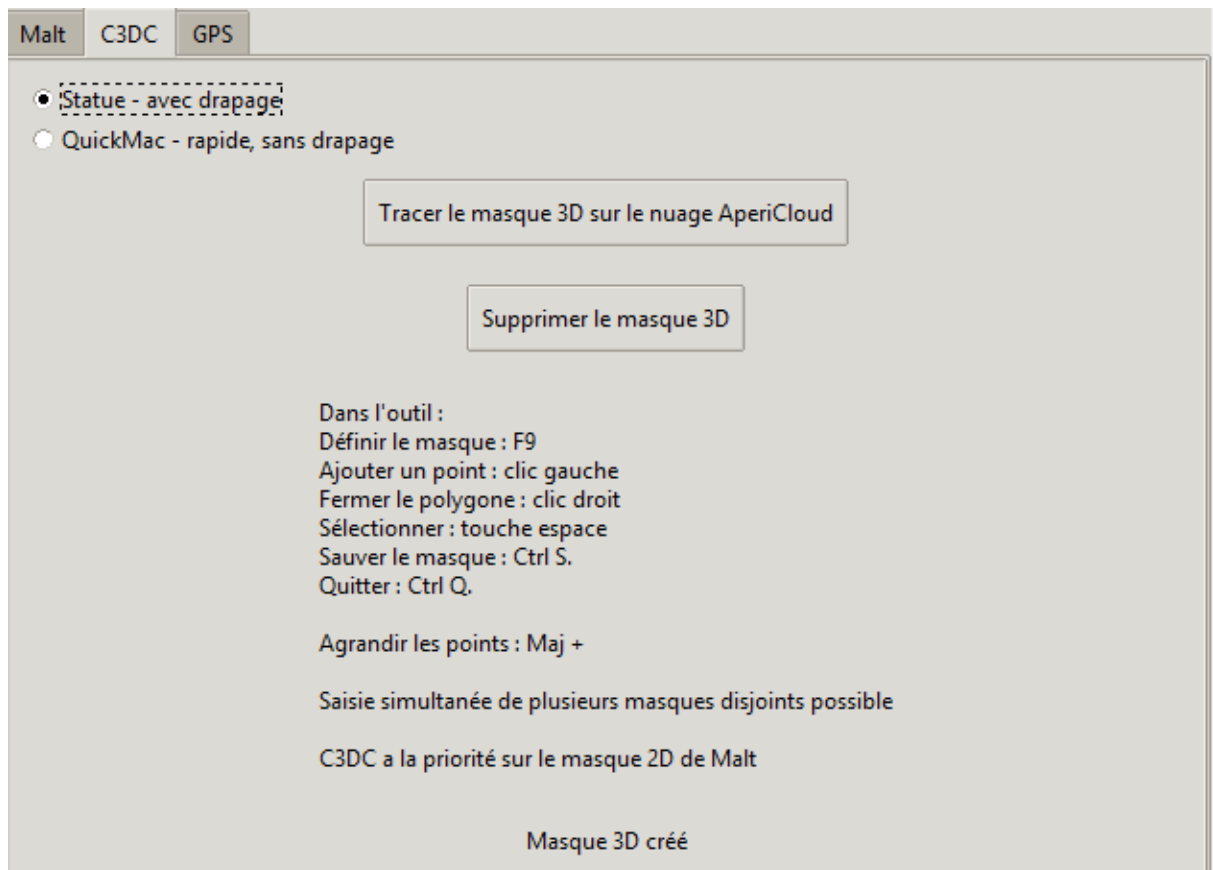 Malt C3DC GPS
Statue - avec drapage
QuickMac - rapide, sans drapage
Tracer le masque 3D sur le nuage AperiCloud
Supprimer le masque 3D
Dans l'outil :
Définir le masque : F9
Ajouter un point : clic gauche
Fermer le polygone : clic droit
Sélectionner : touche espace
Sauver le masque : Ctrl S.
Quitter : Ctrl Q.
Agrandir les points : Maj +
Saisie simultanée de plusieurs masques disjoints possible
C3DC a la priorité sur le masque 2D de Malt
Masque 3D créé